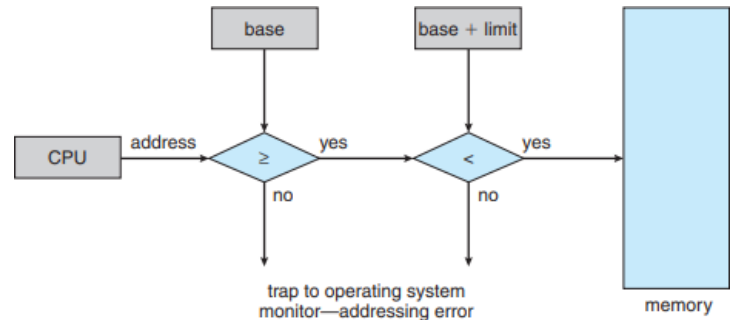 base
base + limit
CPU
address
≥
yes
<
yes
no
no
trap to operating system
monitor—addressing error
memory